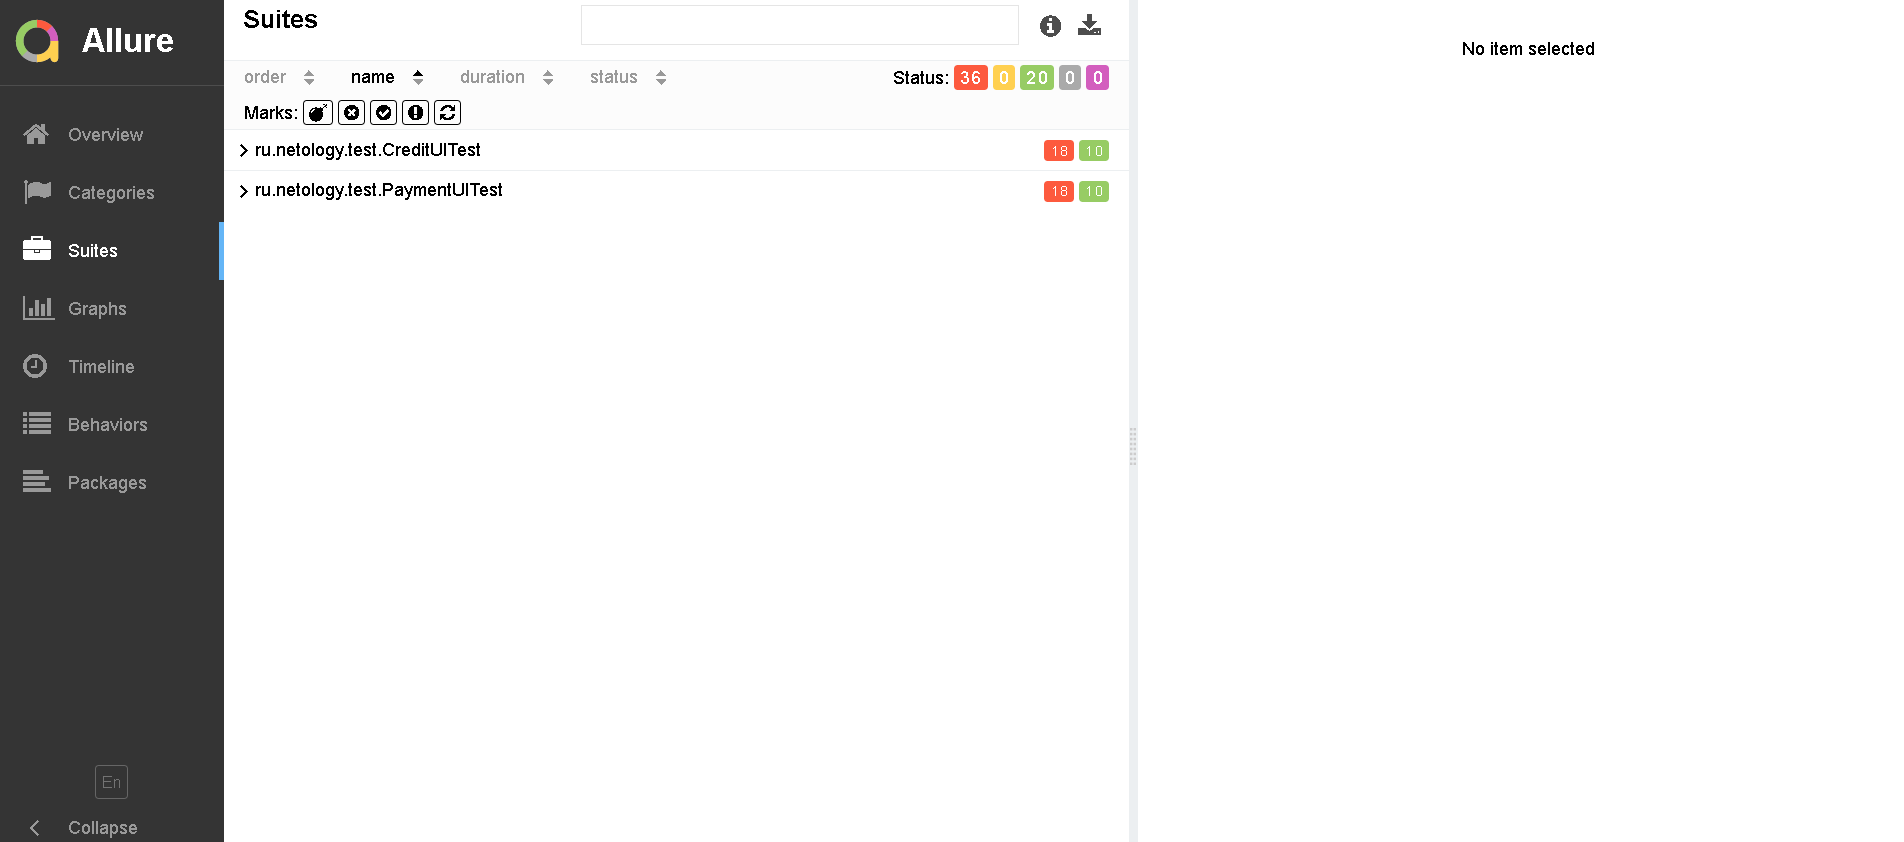 Allure
Overview
Categories
Suites
Graphs
Timeline
Behaviors
Packages
En
Collapse
Suites
order name duration status
Status: 36 0 20 0 0
Marks:
ru.netology.test.CreditUITest 18 10
ru.netology.test.PaymentUITest 18 10
No item selected